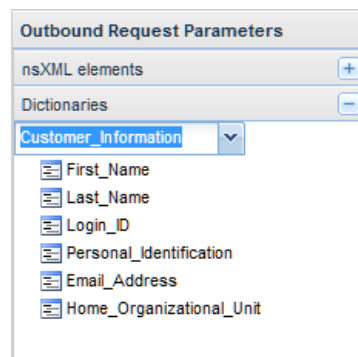 Outbound Request Parameters
nsXML elements
Dictionaries
Customer_Information
First_Name
Last_Name
Login_ID
Personal_Identification
Email_Address
Home_Organizational_Unit